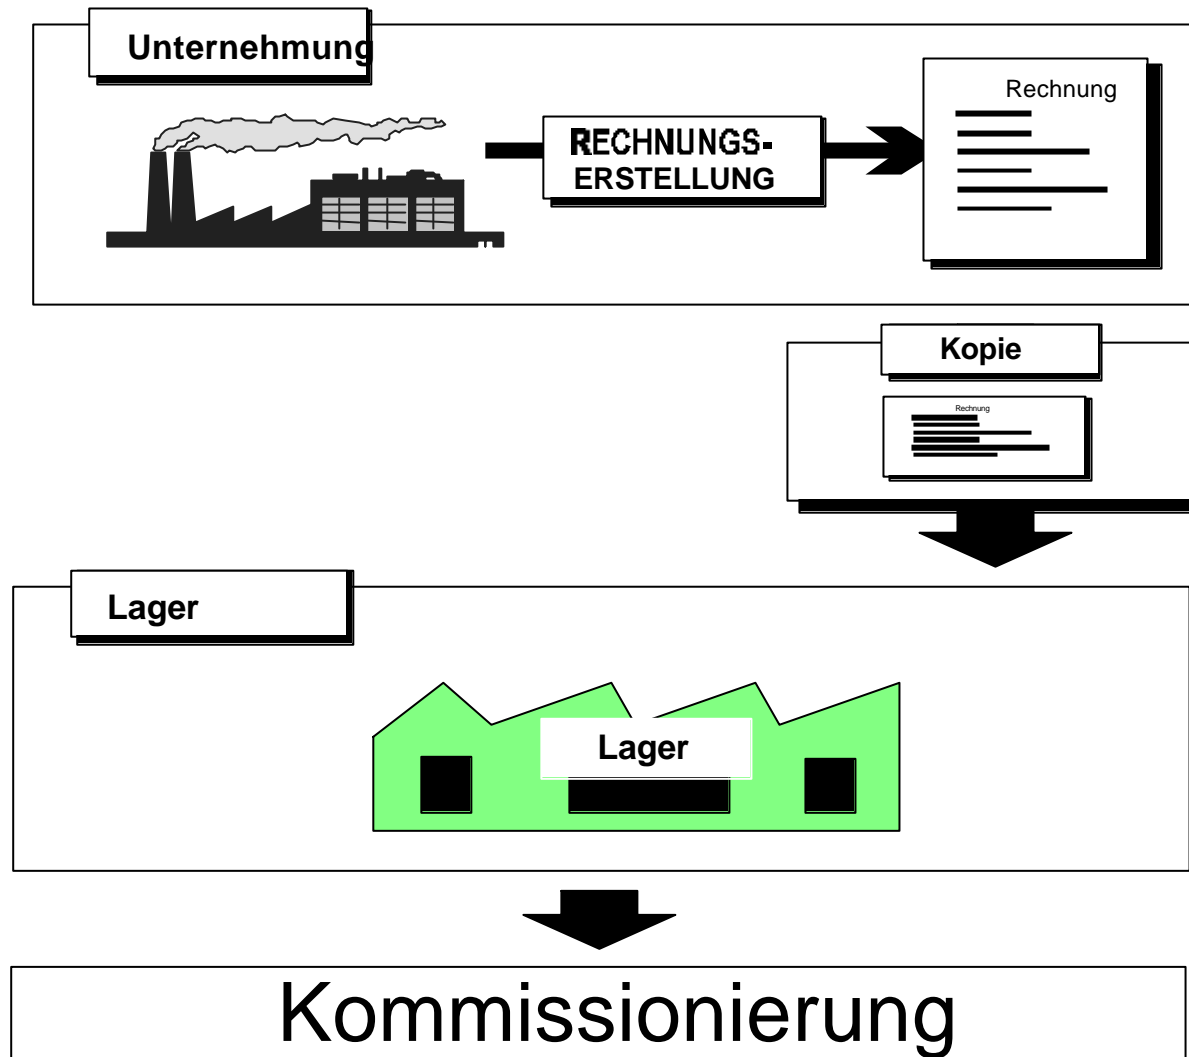 Unternehmung
RECHNUNGS-
ERSTELLUNG
Rechnung
Kopie
Rechnung
Lager
Lager
Kommissionierung